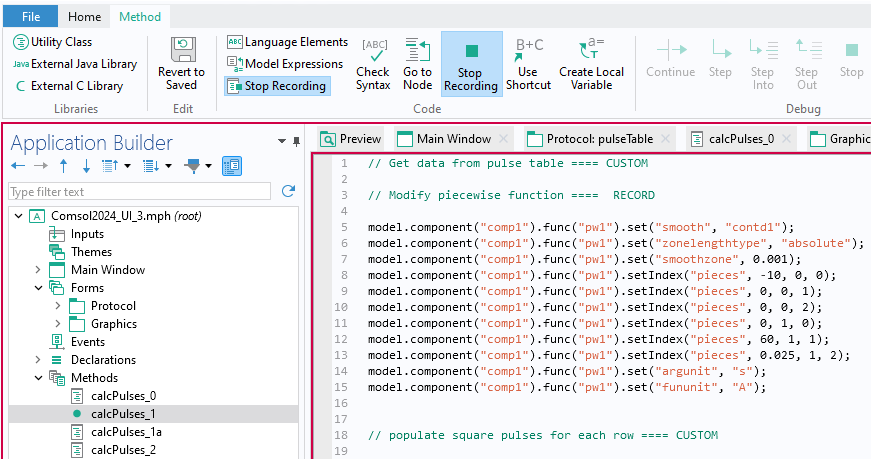 File Home Method
Utility Class
External Java Library
External C Library
Libraries
Revert to
Saved
Edit
Language Elements
Model Expressions
Stop Recording
Check
Syntax
Go to
Node
Stop
Recording
Use
Shortcut
Create Local
Variable
Code
Continue
Step
Step
Into
Step
Out
Stop
Debug
Application Builder
Type filter text
Comsol2024_UI_3.mph (root)
Inputs
Themes
Main Window
Forms
Protocol
Graphics
Events
Declarations
Methods
calcPulses_0
calcPulses_1
calcPulses_1a
calcPulses_2
Preview Main Window Protocol: pulseTable calcPulses_0 Graphic
1 // Get data from pulse table ==== CUSTOM
2
3 // Modify piecewise function ==== RECORD
4
5 model.component("comp1").func("pw1").set("smooth", "contd1");
6 model.component("comp1").func("pw1").set("zonelengthtype", "absolute");
7 model.component("comp1").func("pw1").set("smoothzone", 0.001);
8 model.component("comp1").func("pw1").setIndex("pieces", -10, 0, 0);
9 model.component("comp1").func("pw1").setIndex("pieces", 0, 0, 1);
10 model.component("comp1").func("pw1").setIndex("pieces", 0, 0, 2);
11 model.component("comp1").func("pw1").setIndex("pieces", 0, 1, 0);
12 model.component("comp1").func("pw1").setIndex("pieces", 60, 1, 1);
13 model.component("comp1").func("pw1").setIndex("pieces", 0.025, 1, 2);
14 model.component("comp1").func("pw1").set("argunit", "s");
15 model.component("comp1").func("pw1").set("fununit", "A");
16
17
18 // populate square pulses for each row ==== CUSTOM
19